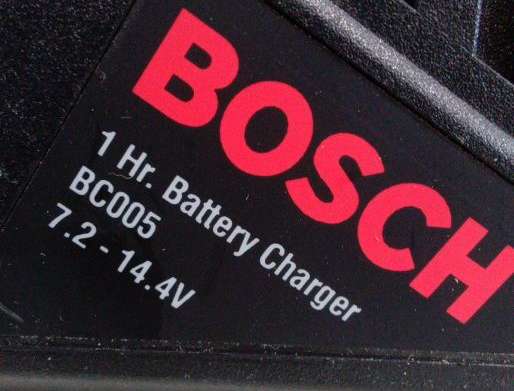 BOSCH
1 Hr. Battery Charger
BC005
7.2 - 14.4V